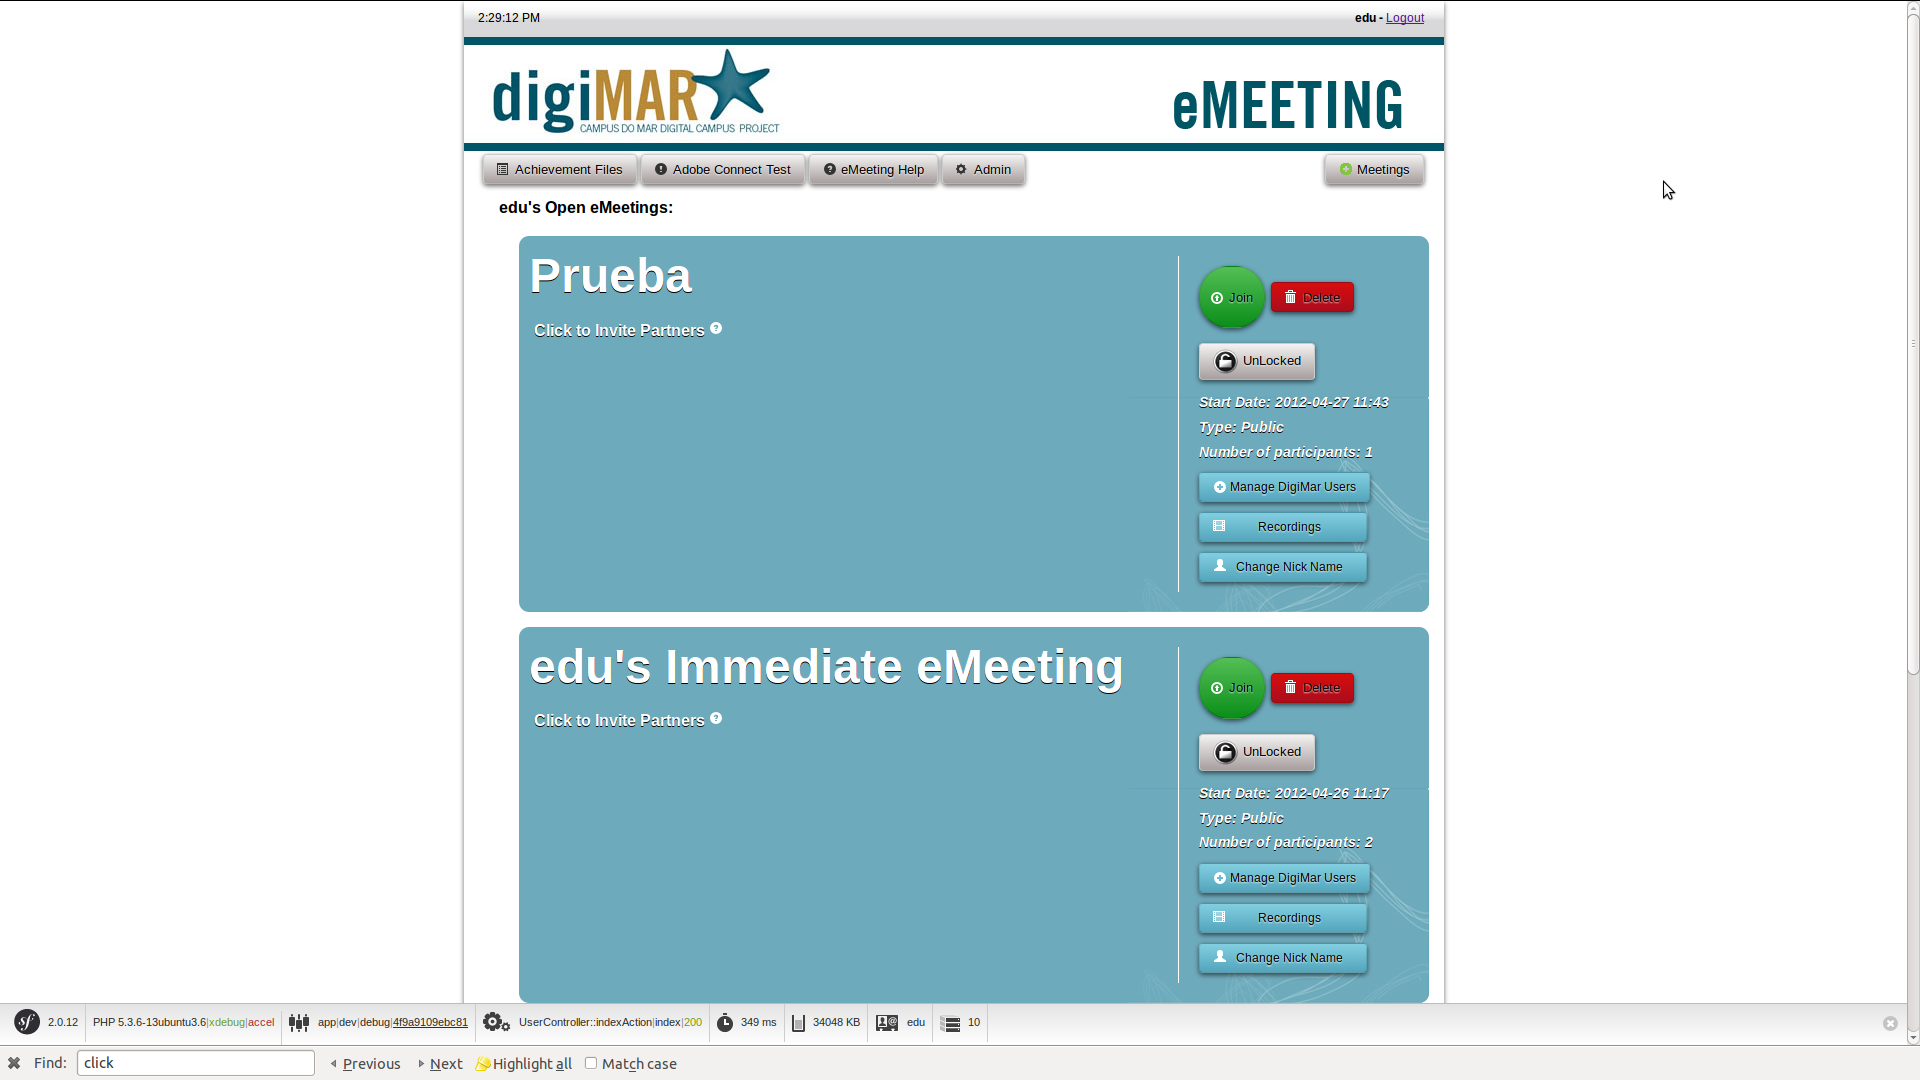 2:29:12 PM
edu - Logout
digiMAR
CAMPUS DO MAR DIGITAL CAMPUS PROJECT
eMEETING
Achievement Files
Adobe Connect Test
eMeeting Help
Admin
Meetings
edu's Open eMeetings:
Prueba
Click to Invite Partners
Join
Delete
UnLocked
Start Date: 2012-04-27 11:43
Type: Public
Number of participants: 1
Manage DigiMar Users
Recordings
Change Nick Name
edu's Immediate eMeeting
Click to Invite Partners
Join
Delete
UnLocked
Start Date: 2012-04-26 11:17
Type: Public
Number of participants: 2
Manage DigiMar Users
Recordings
Change Nick Name
sf 2.0.12
PHP 5.3.6-13ubuntu3.6|xdebug|accel
app|dev|debug|4f9a9109ebc81
UserController::indexAction|index|200
349 ms
34048 KB
edu
10
Find: click
Previous
Next
Highlight all
Match case